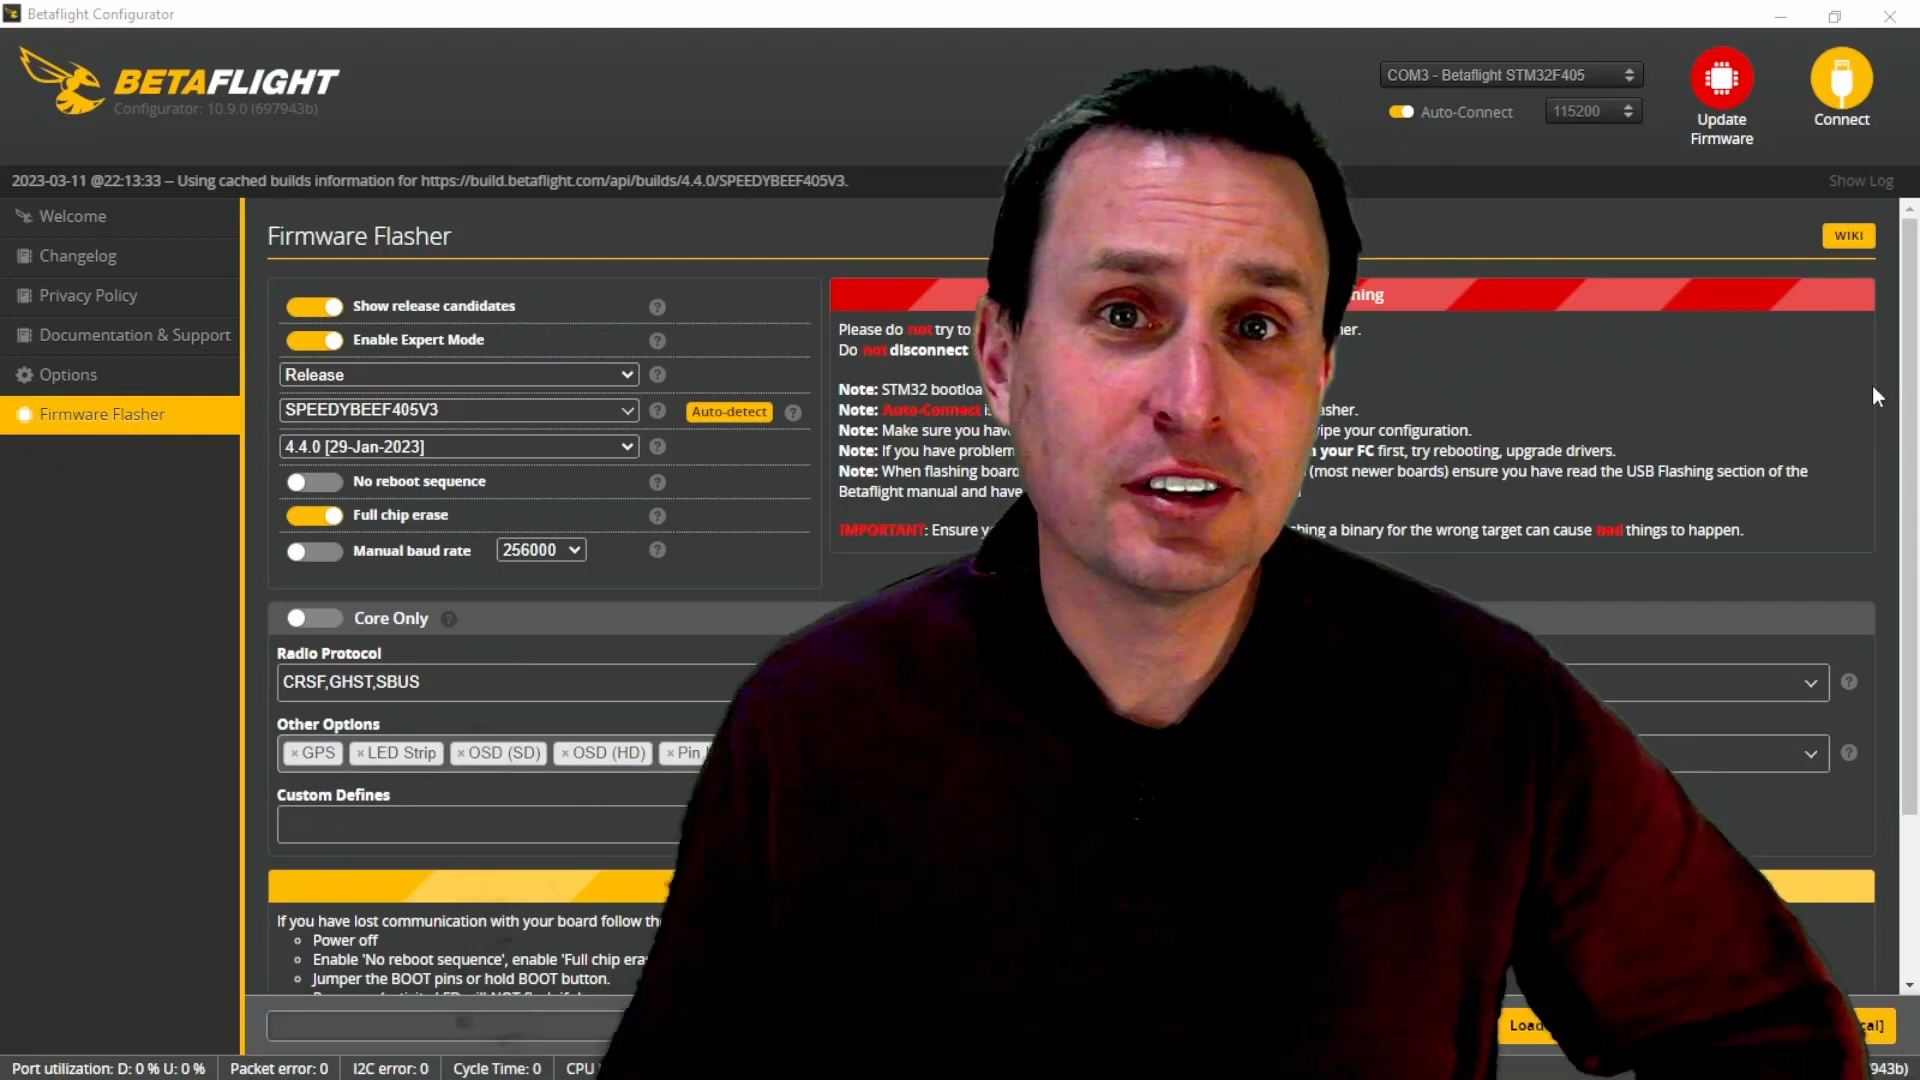 Betaflight Configurator
BETAFLIGHT
Configurator: 10.9.0 (697943b)
COM3 - Betaflight STM32F405
Auto-Connect
115200
Update
Firmware
Connect
2023-03-11 @22:13:33 -- Using cached builds information for https://build.betaflight.com/api/builds/4.4.0/SPEEDYBEEF405V3.
Show Log
Welcome
Changelog
Privacy Policy
Documentation & Support
Options
Firmware Flasher
Firmware Flasher
WIKI
Show release candidates
Enable Expert Mode
Release
SPEEDYBEEF405V3
Auto-detect
4.4.0 [29-Jan-2023]
No reboot sequence
Full chip erase
Manual baud rate
256000
Please do not try to
Do not disconnect
Note: STM32
Note: Auto-Connect
Note: Make sure you
Note: If you have your FC first, try rebooting, upgrade drivers.
Note: When flashing (most newer boards) ensure you have read the USB Flashing section of the
Betaflight manual and have
IMPORTANT: Ensure a binary for the wrong target can cause bad things to happen.
Core Only
Radio Protocol
CRSF,GHST,SBUS
Other Options
× GPS × LED Strip × OSD (SD) × OSD (HD) × Pin
Custom Defines
If you have lost communication with your board follow
Power off
Enable 'No reboot sequence', enable 'Full chip
Jumper the BOOT pins or hold BOOT button.
Load
Port utilization: D: 0 % U: 0 %
Packet error: 0
I2C error: 0
Cycle Time: 0
CPU